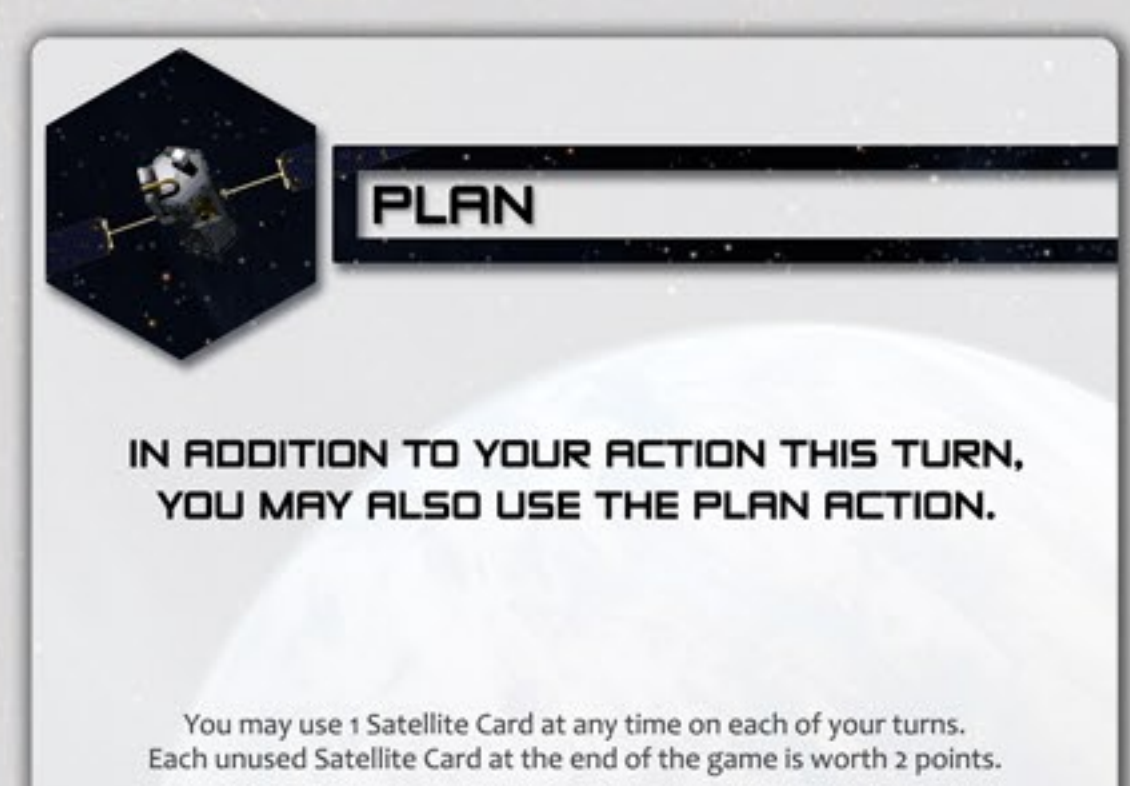 PLAN
IN ADDITION TO YOUR ACTION THIS TURN,
YOU MAY ALSO USE THE PLAN ACTION.
You may use 1 Satellite Card at any time on each of your turns.
Each unused Satellite Card at the end of the game is worth 2 points.